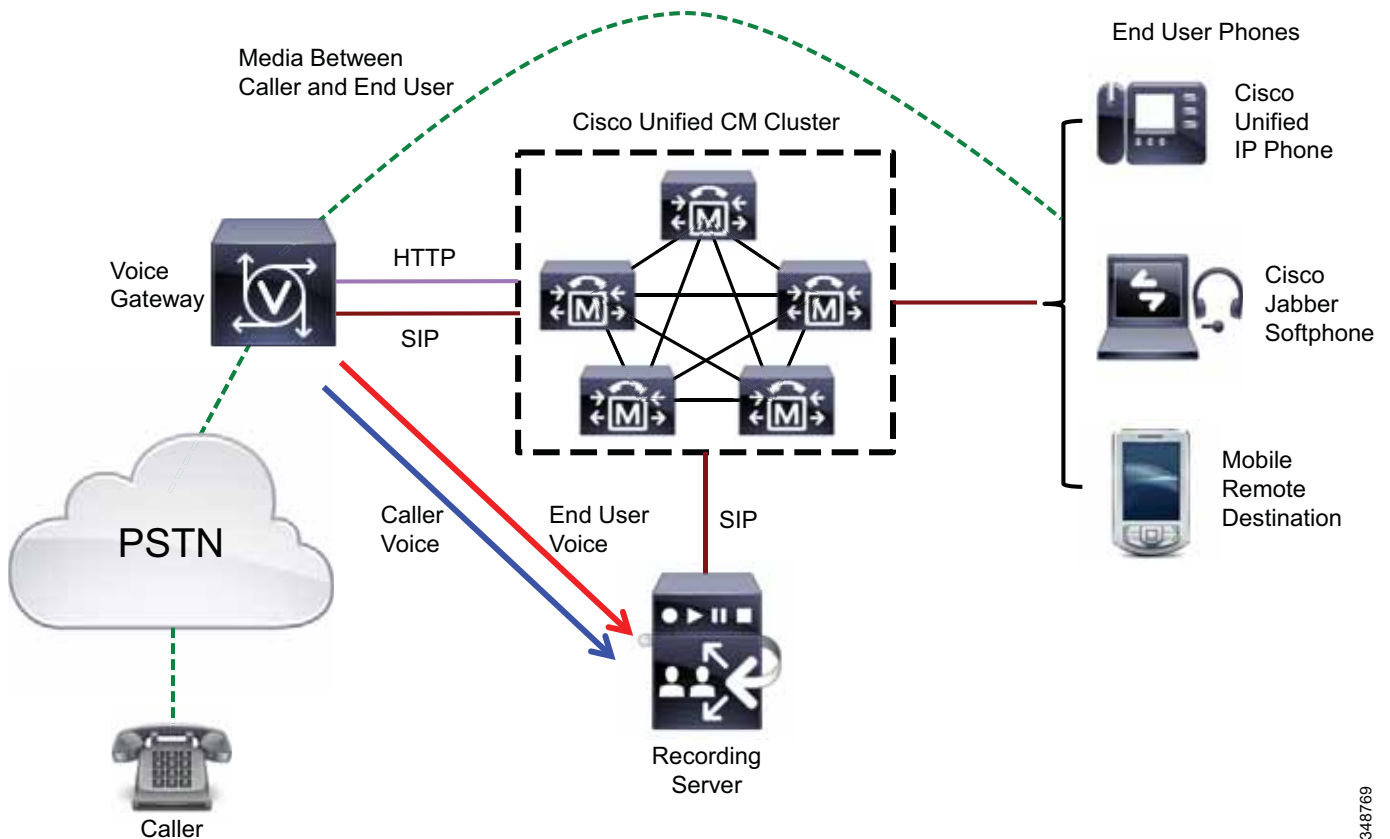 End User Phones
Media Between
Caller and End User
Cisco
Unified
IP Phone
Cisco Unified CM Cluster
M
M
M
M
M
V
Voice
Gateway
HTTP
SIP
Cisco
Jabber
Softphone
Mobile
Remote
Destination
Caller
Voice
End User
Voice
SIP
PSTN
Recording
Server
Caller
348769